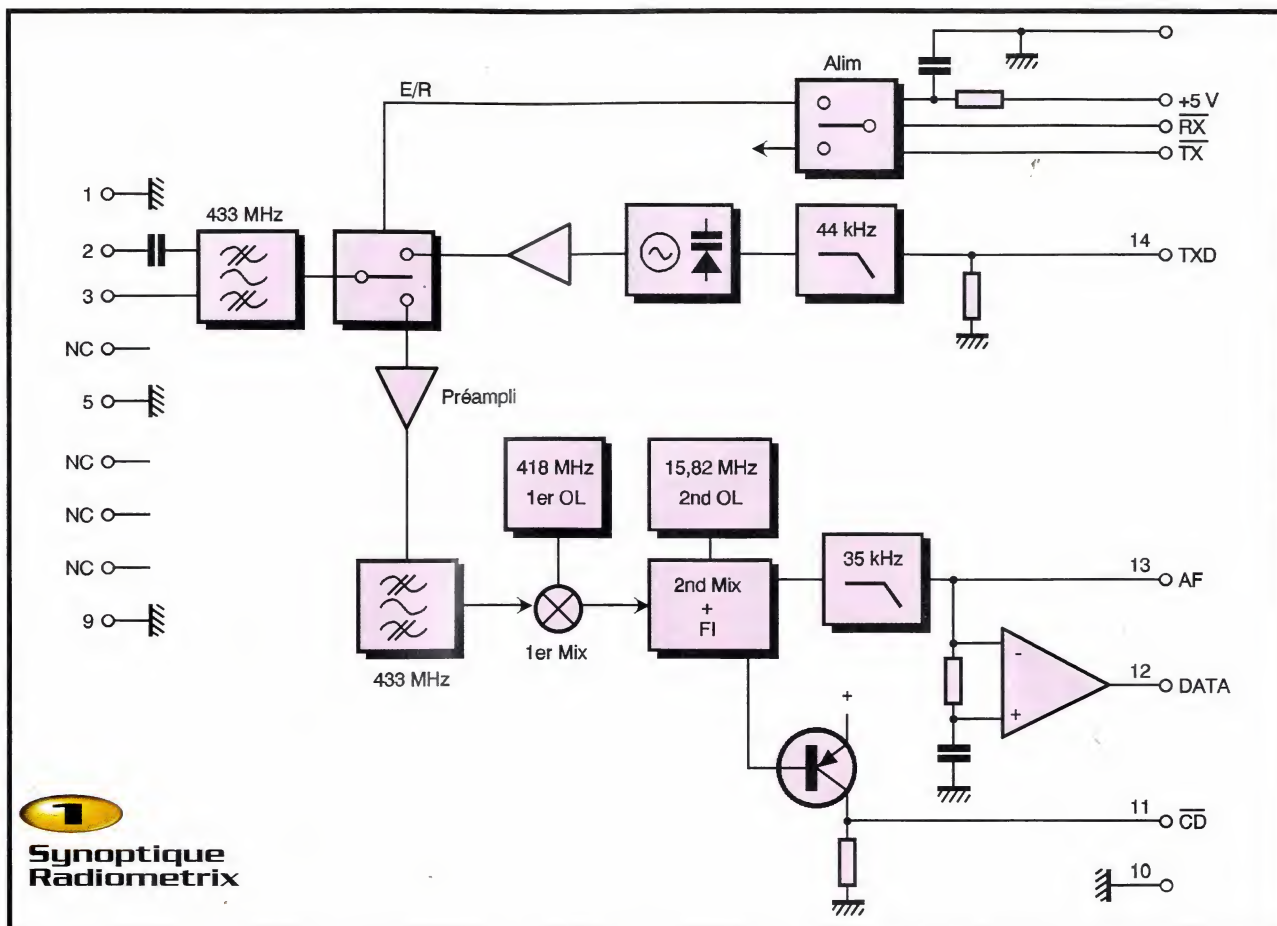 Alim
E/R
+5 V
RX
TX
1
433 MHz
2
3
44 kHz
14
TXD
NC
5
Préampli
NC
NC
NC
9
418 MHz
1er OL
15,82 MHz
2nd OL
1er Mix
2nd Mix
+
FI
433 MHz
35 kHz
13
AF
-
+
12
DATA
+
11
CD
10
1
Synoptique
Radiometrix